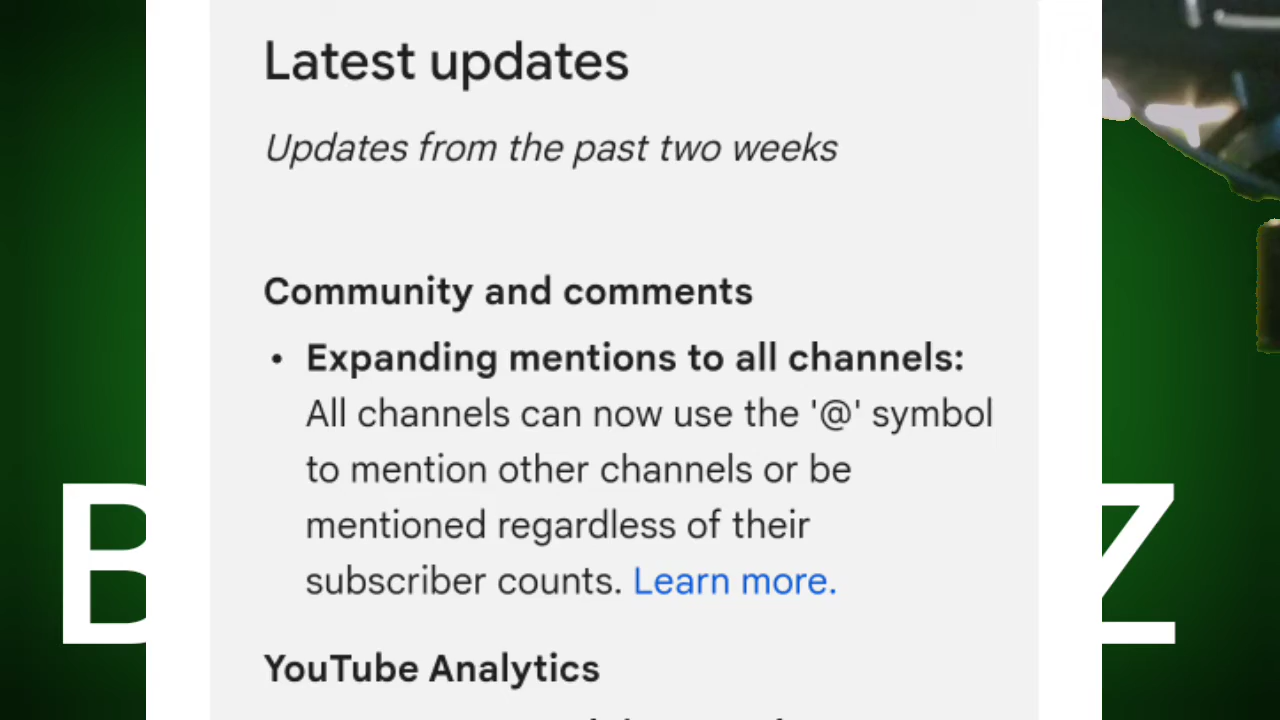 Latest updates
Updates from the past two weeks
Community and comments
• Expanding mentions to all channels:
All channels can now use the '@' symbol
to mention other channels or be
mentioned regardless of their
subscriber counts. Learn more.
B
Z
YouTube Analytics